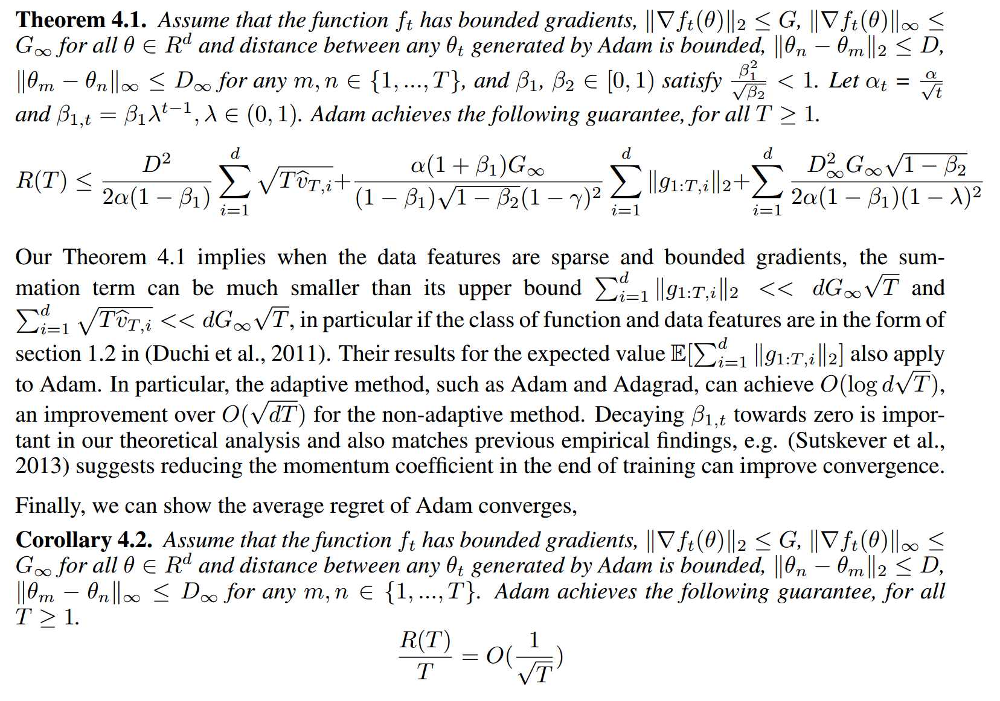 Theorem 4.1. Assume that the function $f_t$ has bounded gradients, $\|\nabla f_t(\theta)\|_2 \leq G$, $\|\nabla f_t(\theta)\|_\infty \leq$
$G_\infty$ for all $\theta \in R^d$ and distance between any $\theta_t$ generated by Adam is bounded, $\|\theta_n - \theta_m\|_2 \leq D$,
$\|\theta_m - \theta_n\|_\infty \leq D_\infty$ for any $m, n \in \{1, ..., T\}$, and $\beta_1, \beta_2 \in [0, 1)$ satisfy $\frac{\beta_1^2}{\sqrt{\beta_2}} < 1$. Let $\alpha_t = \frac{\alpha}{\sqrt{t}}$
and $\beta_{1,t} = \beta_1 \lambda^{t-1}, \lambda \in (0, 1)$. Adam achieves the following guarantee, for all $T \geq 1$.
$R(T) \leq \frac{D^2}{2\alpha(1 - \beta_1)} \sum_{i=1}^{d} \sqrt{T\widehat{v}_{T,i}} + \frac{\alpha(1 + \beta_1)G_\infty}{(1 - \beta_1)\sqrt{1 - \beta_2}(1 - \gamma)^2} \sum_{i=1}^{d} \|g_{1:T,i}\|_2 + \sum_{i=1}^{d} \frac{D_\infty^2 G_\infty \sqrt{1 - \beta_2}}{2\alpha(1 - \beta_1)(1 - \lambda)^2}$
Our Theorem 4.1 implies when the data features are sparse and bounded gradients, the sum-
mation term can be much smaller than its upper bound $\sum_{i=1}^{d} \|g_{1:T,i}\|_2 << dG_\infty\sqrt{T}$ and
$\sum_{i=1}^{d} \sqrt{T\widehat{v}_{T,i}} << dG_\infty\sqrt{T}$, in particular if the class of function and data features are in the form of
section 1.2 in (Duchi et al., 2011). Their results for the expected value $\mathbb{E}[\sum_{i=1}^{d} \|g_{1:T,i}\|_2]$ also apply
to Adam. In particular, the adaptive method, such as Adam and Adagrad, can achieve $O(\log d\sqrt{T})$,
an improvement over $O(\sqrt{dT})$ for the non-adaptive method. Decaying $\beta_{1,t}$ towards zero is impor-
tant in our theoretical analysis and also matches previous empirical findings, e.g. (Sutskever et al.,
2013) suggests reducing the momentum coefficient in the end of training can improve convergence.
Finally, we can show the average regret of Adam converges,
Corollary 4.2. Assume that the function $f_t$ has bounded gradients, $\|\nabla f_t(\theta)\|_2 \leq G$, $\|\nabla f_t(\theta)\|_\infty \leq$
$G_\infty$ for all $\theta \in R^d$ and distance between any $\theta_t$ generated by Adam is bounded, $\|\theta_n - \theta_m\|_2 \leq D$,
$\|\theta_m - \theta_n\|_\infty \leq D_\infty$ for any $m, n \in \{1, ..., T\}$. Adam achieves the following guarantee, for all
$T \geq 1$.
$\frac{R(T)}{T} = O(\frac{1}{\sqrt{T}})$